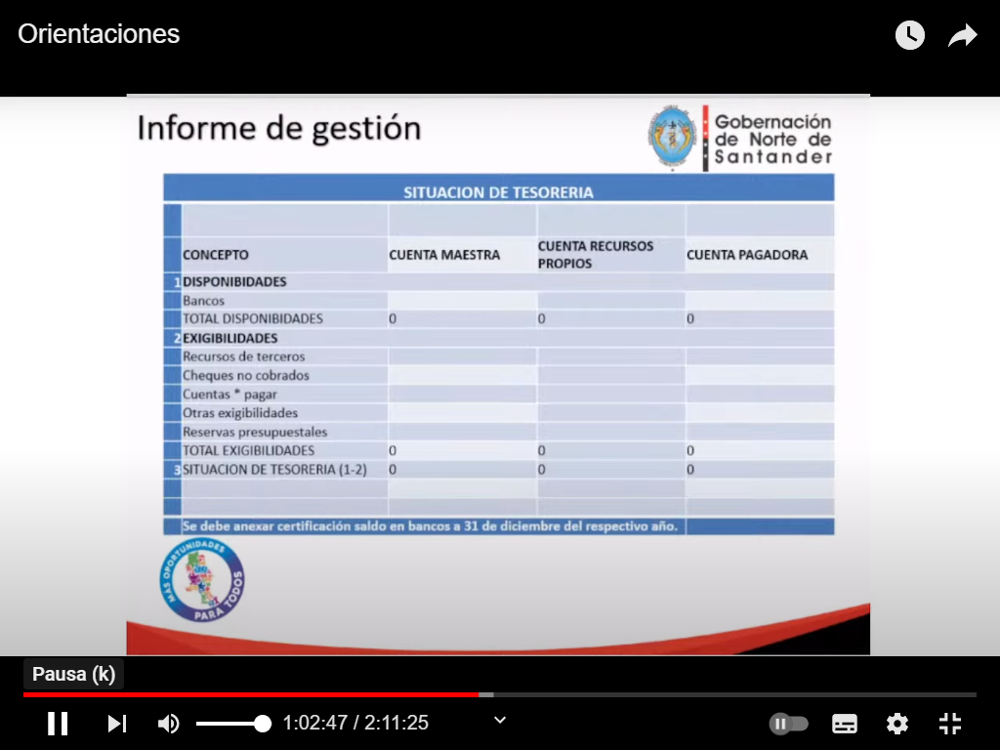 Orientaciones
Informe de gestión
Gobernación
de Norte de
Santander
SITUACION DE TESORERIA
CONCEPTO CUENTA MAESTRA CUENTA RECURSOS PROPIOS CUENTA PAGADORA
1 DISPONIBIDADES
Bancos
TOTAL DISPONIBIDADES 0 0 0
2 EXIGIBILIDADES
Recursos de terceros
Cheques no cobrados
Cuentas * pagar
Otras exigibilidades
Reservas presupuestales
TOTAL EXIGIBILIDADES 0 0 0
3 SITUACION DE TESORERIA (1-2) 0 0 0
Se debe anexar certificación saldo en bancos a 31 de diciembre del respectivo año.
MÁS OPORTUNIDADES
PARA TODOS
Pausa (k)
1:02:47 / 2:11:25